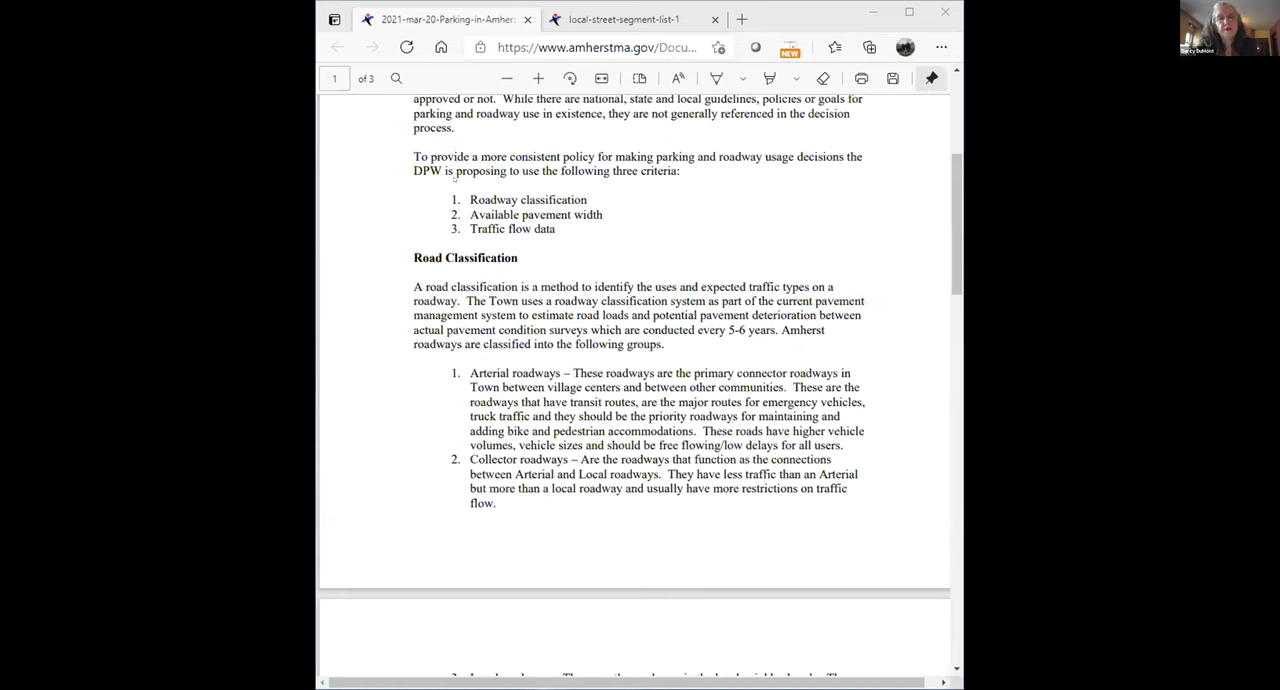 2021-mar-20-Parking-in-Amher
local-street-segment-list-1
https://www.amherstma.gov/Docu...
NEW
1 of 3
approved or not. While there are national, state and local guidelines, policies or goals for
parking and roadway use in existence, they are not generally referenced in the decision
process.
To provide a more consistent policy for making parking and roadway usage decisions the
DPW is proposing to use the following three criteria:
1. Roadway classification
2. Available pavement width
3. Traffic flow data
Road Classification
A road classification is a method to identify the uses and expected traffic types on a
roadway. The Town uses a roadway classification system as part of the current pavement
management system to estimate road loads and potential pavement deterioration between
actual pavement condition surveys which are conducted every 5-6 years. Amherst
roadways are classified into the following groups.
1. Arterial roadways – These roadways are the primary connector roadways in
Town between village centers and between other communities. These are the
roadways that have transit routes, are the major routes for emergency vehicles,
truck traffic and they should be the priority roadways for maintaining and
adding bike and pedestrian accommodations. These roads have higher vehicle
volumes, vehicle sizes and should be free flowing/low delays for all users.
2. Collector roadways – Are the roadways that function as the connections
between Arterial and Local roadways. They have less traffic than an Arterial
but more than a local roadway and usually have more restrictions on traffic
flow.
Darcy DuMont